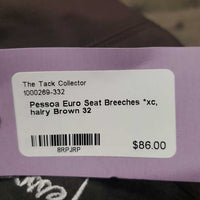 The Tack Collector
1000269-332
Pessoa Euro Seat Breeches *xc,
hairy Brown 32
8RPJRP
$86.00